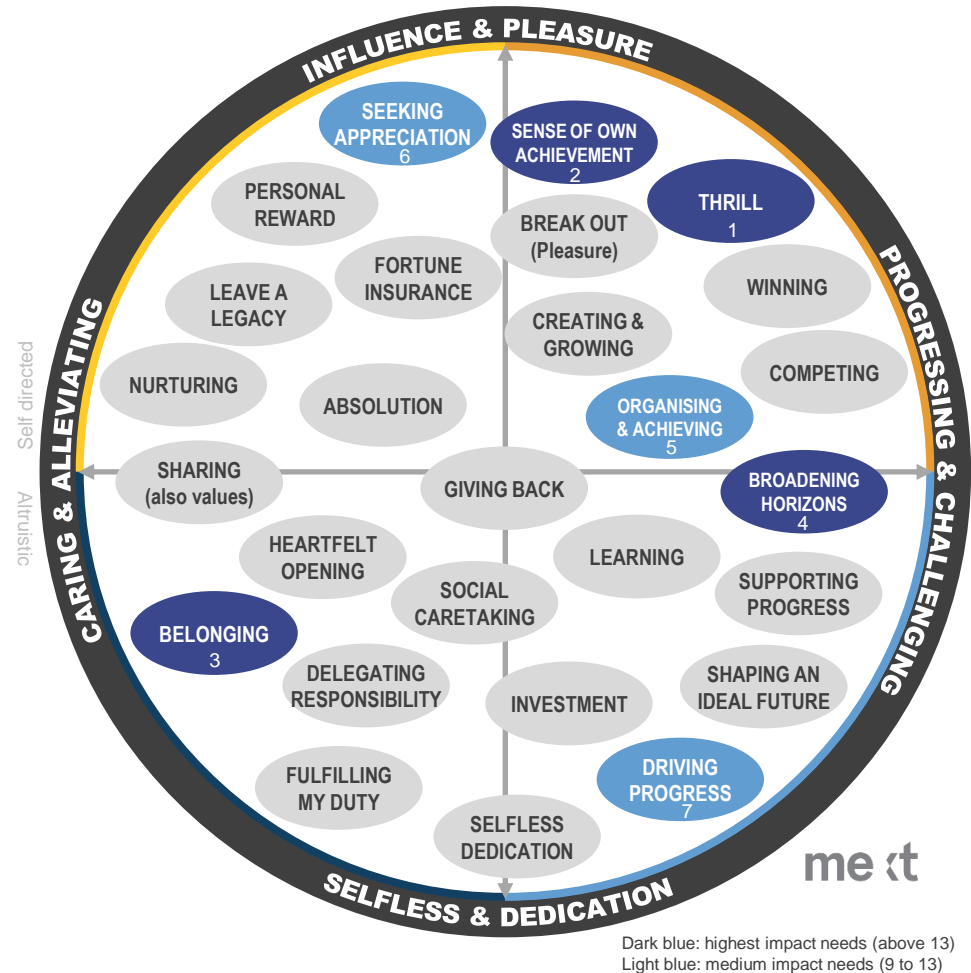 INFLUENCE & PLEASURE
SEEKING
APPRECIATION
6
SENSE OF OWN
ACHIEVEMENT
2
THRILL
1
PERSONAL
REWARD
BREAK OUT
(Pleasure)
FORTUNE
INSURANCE
WINNING
LEAVE A
LEGACY
CREATING &
GROWING
NURTURING
COMPETING
ABSOLUTION
ORGANISING
& ACHIEVING
5
Self directed
Altruistic
CARING & ALLEVIATING
PROGRESSING & CHALLENGING
SHARING
(also values)
GIVING BACK
BROADENING
HORIZONS
4
HEARTFELT
OPENING
LEARNING
SOCIAL
CARETAKING
SUPPORTING
PROGRESS
BELONGING
3
DELEGATING
RESPONSIBILITY
INVESTMENT
SHAPING AN
IDEAL FUTURE
FULFILLING
MY DUTY
DRIVING
PROGRESS
7
SELFLESS
DEDICATION
SELFLESS & DEDICATION
Dark blue: highest impact needs (above 13)
Light blue: medium impact needs (9 to 13)